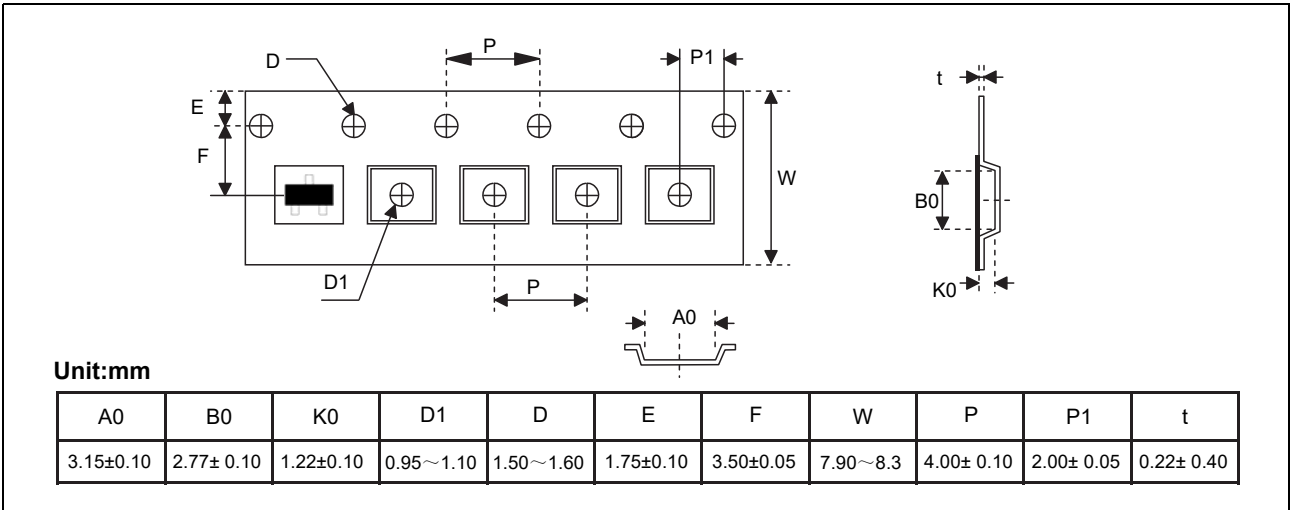 P
P1
D
t
E
F
W
B0
D1
P
K0
A0
Unit:mm
A0 B0 K0 D1 D E F W P P1 t
3.15±0.10 2.77± 0.10 1.22±0.10 0.95～1.10 1.50～1.60 1.75±0.10 3.50±0.05 7.90～8.3 4.00± 0.10 2.00± 0.05 0.22± 0.40